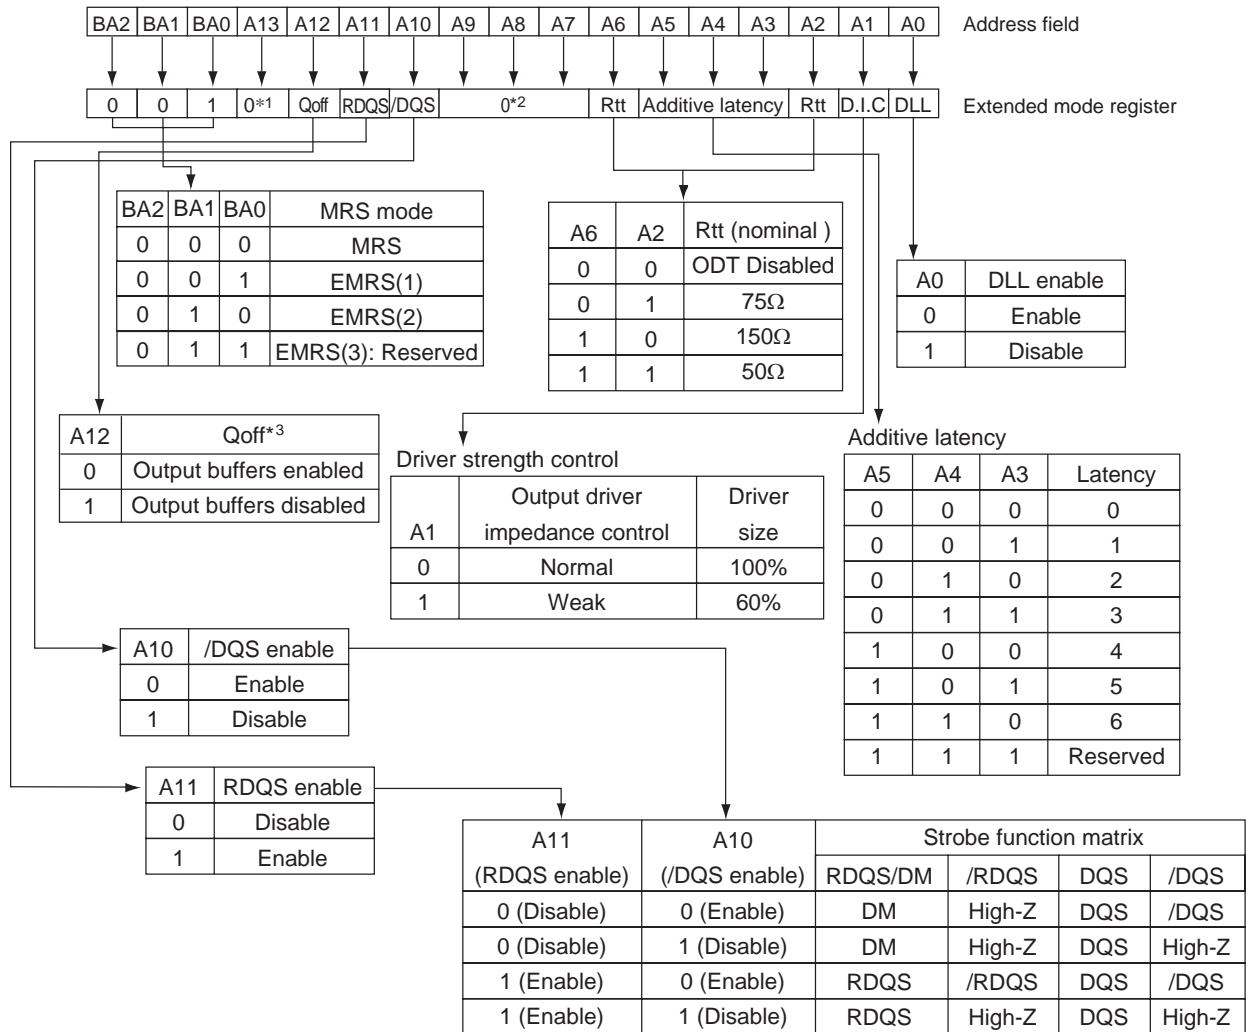 BA2 BA1 BA0 A13 A12 A11 A10 A9 A8 A7 A6 A5 A4 A3 A2 A1 A0 Address field
0 0 1 0*1 Qoff RDQS /DQS 0*2 Rtt Additive latency Rtt D.I.C DLL Extended mode register
BA2 BA1 BA0 MRS mode
0 0 0 MRS
0 0 1 EMRS(1)
0 1 0 EMRS(2)
0 1 1 EMRS(3): Reserved
A6 A2 Rtt (nominal )
0 0 ODT Disabled
0 1 75Ω
1 0 150Ω
1 1 50Ω
A0 DLL enable
0 Enable
1 Disable
A12 Qoff*3
0 Output buffers enabled
1 Output buffers disabled
Driver strength control
A1 Output driver impedance control Driver size
0 Normal 100%
1 Weak 60%
Additive latency
A5 A4 A3 Latency
0 0 0 0
0 0 1 1
0 1 0 2
0 1 1 3
1 0 0 4
1 0 1 5
1 1 0 6
1 1 1 Reserved
A10 /DQS enable
0 Enable
1 Disable
A11 RDQS enable
0 Disable
1 Enable
A11 A10 Strobe function matrix
(RDQS enable) (/DQS enable) RDQS/DM /RDQS DQS /DQS
0 (Disable) 0 (Enable) DM High-Z DQS /DQS
0 (Disable) 1 (Disable) DM High-Z DQS High-Z
1 (Enable) 0 (Enable) RDQS /RDQS DQS /DQS
1 (Enable) 1 (Disable) RDQS High-Z DQS High-Z